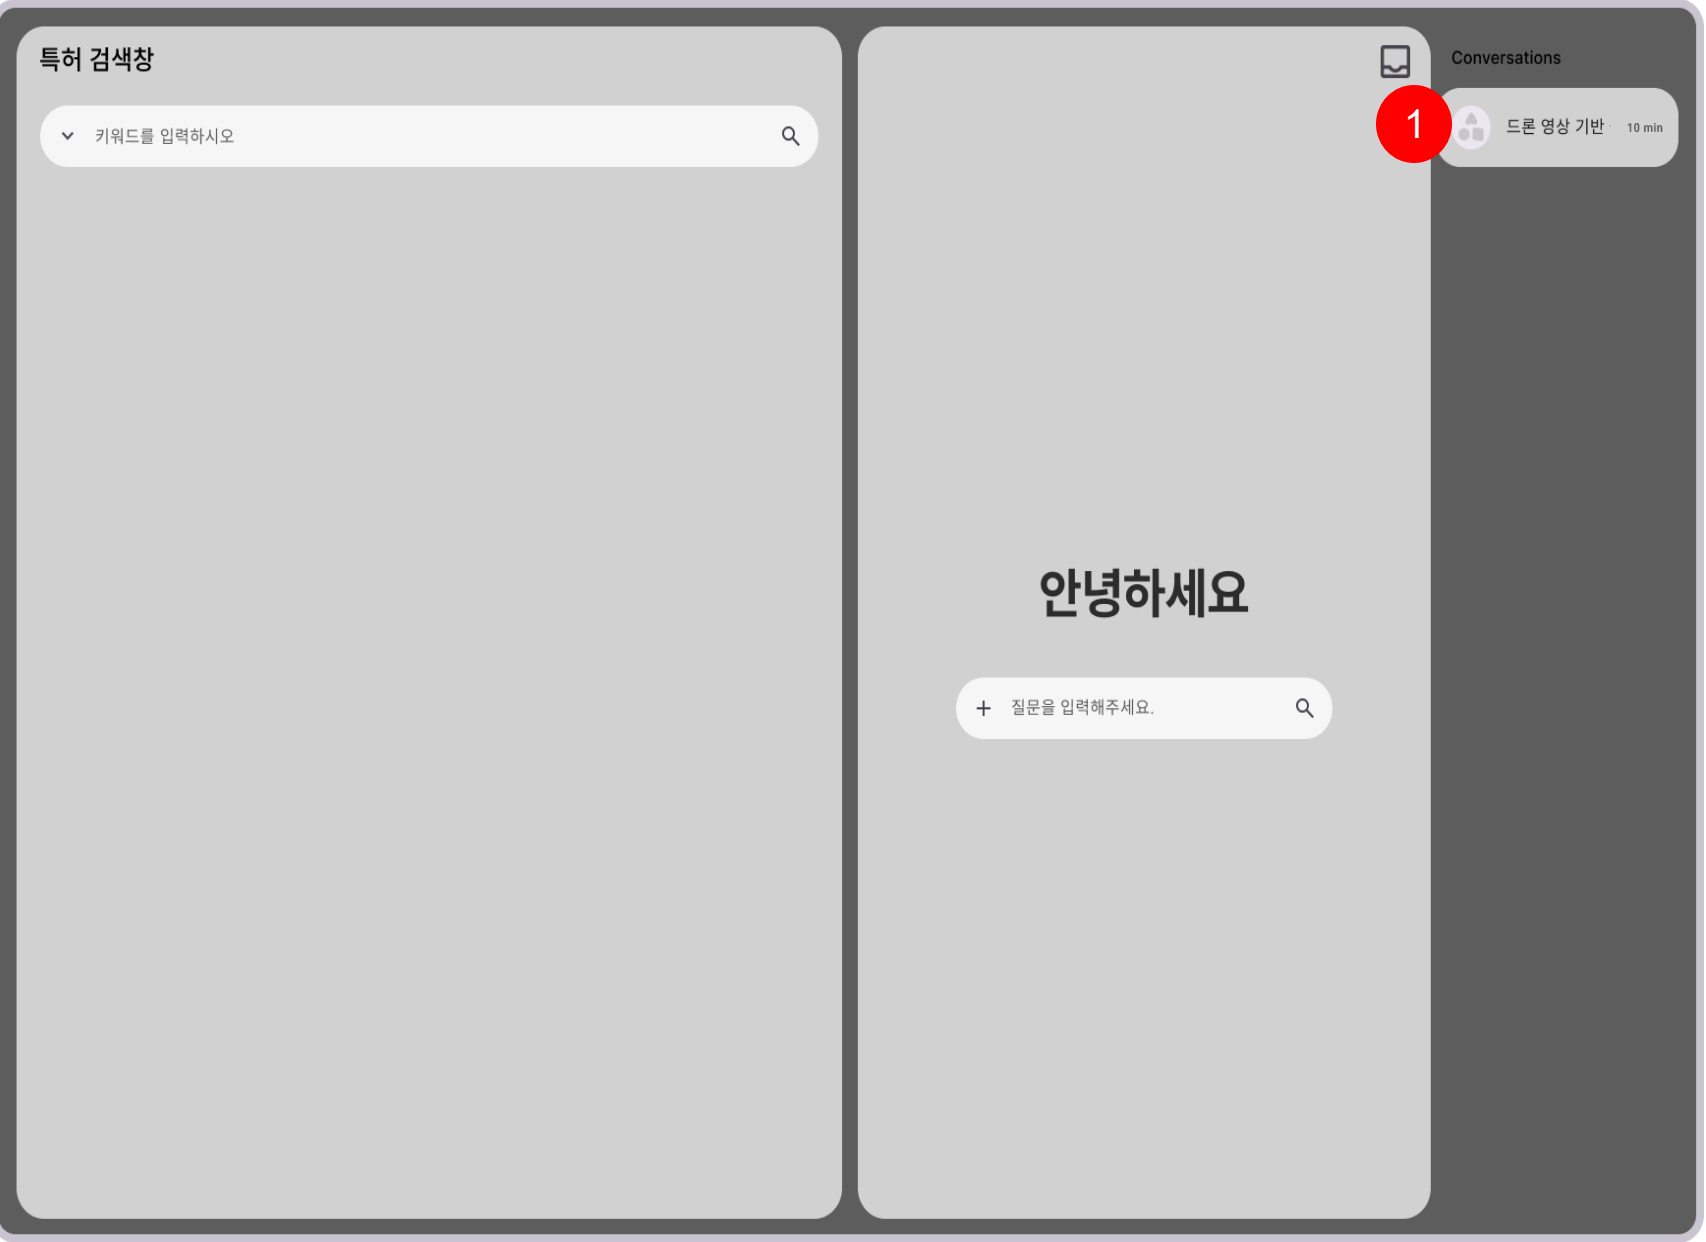 특허 검색창
키워드를 입력하시오
안녕하세요
질문을 입력해주세요.
Conversations
1
드론 영상 기반
10 min